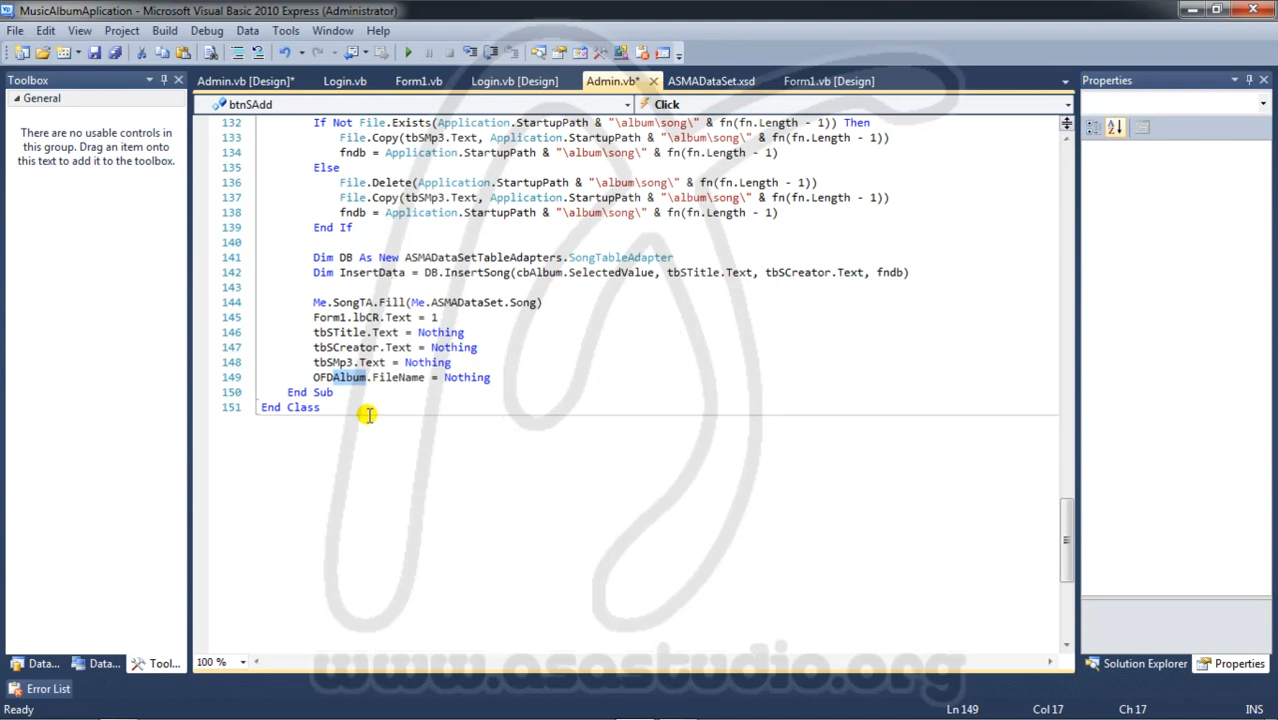 MusicAlbumAplication - Microsoft Visual Basic 2010 Express (Administrator)
File Edit View Project Build Debug Data Tools Window Help
Toolbox
Admin.vb [Design]* Login.vb Form1.vb Login.vb [Design] Admin.vb* ASMADataSet.xsd Form1.vb [Design]
Properties
General
btnSAdd
Click
There are no usable controls in
this group. Drag an item onto
this text to add it to the toolbox.
132 If Not File.Exists(Application.StartupPath & "\album\song\" & fn(fn.Length - 1)) Then
133 File.Copy(tbSMp3.Text, Application.StartupPath & "\album\song\" & fn(fn.Length - 1))
134 fndb = Application.StartupPath & "\album\song\" & fn(fn.Length - 1)
135 Else
136 File.Delete(Application.StartupPath & "\album\song\" & fn(fn.Length - 1))
137 File.Copy(tbSMp3.Text, Application.StartupPath & "\album\song\" & fn(fn.Length - 1))
138 fndb = Application.StartupPath & "\album\song\" & fn(fn.Length - 1)
139 End If
140
141 Dim DB As New ASMADataSetTableAdapters.SongTableAdapter
142 Dim InsertData = DB.InsertSong(cbAlbum.SelectedValue, tbSTitle.Text, tbSCreator.Text, fndb)
143
144 Me.SongTA.Fill(Me.ASMADataSet.Song)
145 Form1.lbCR.Text = 1
146 tbSTitle.Text = Nothing
147 tbSCreator.Text = Nothing
148 tbSMp3.Text = Nothing
149 OFDAlbum.FileName = Nothing
150 End Sub
151 End Class
100 %
Data... Data... Tool...
Solution Explorer Properties
www.asastudio.org
Error List
Ready
Ln 149 Col 17 Ch 17 INS